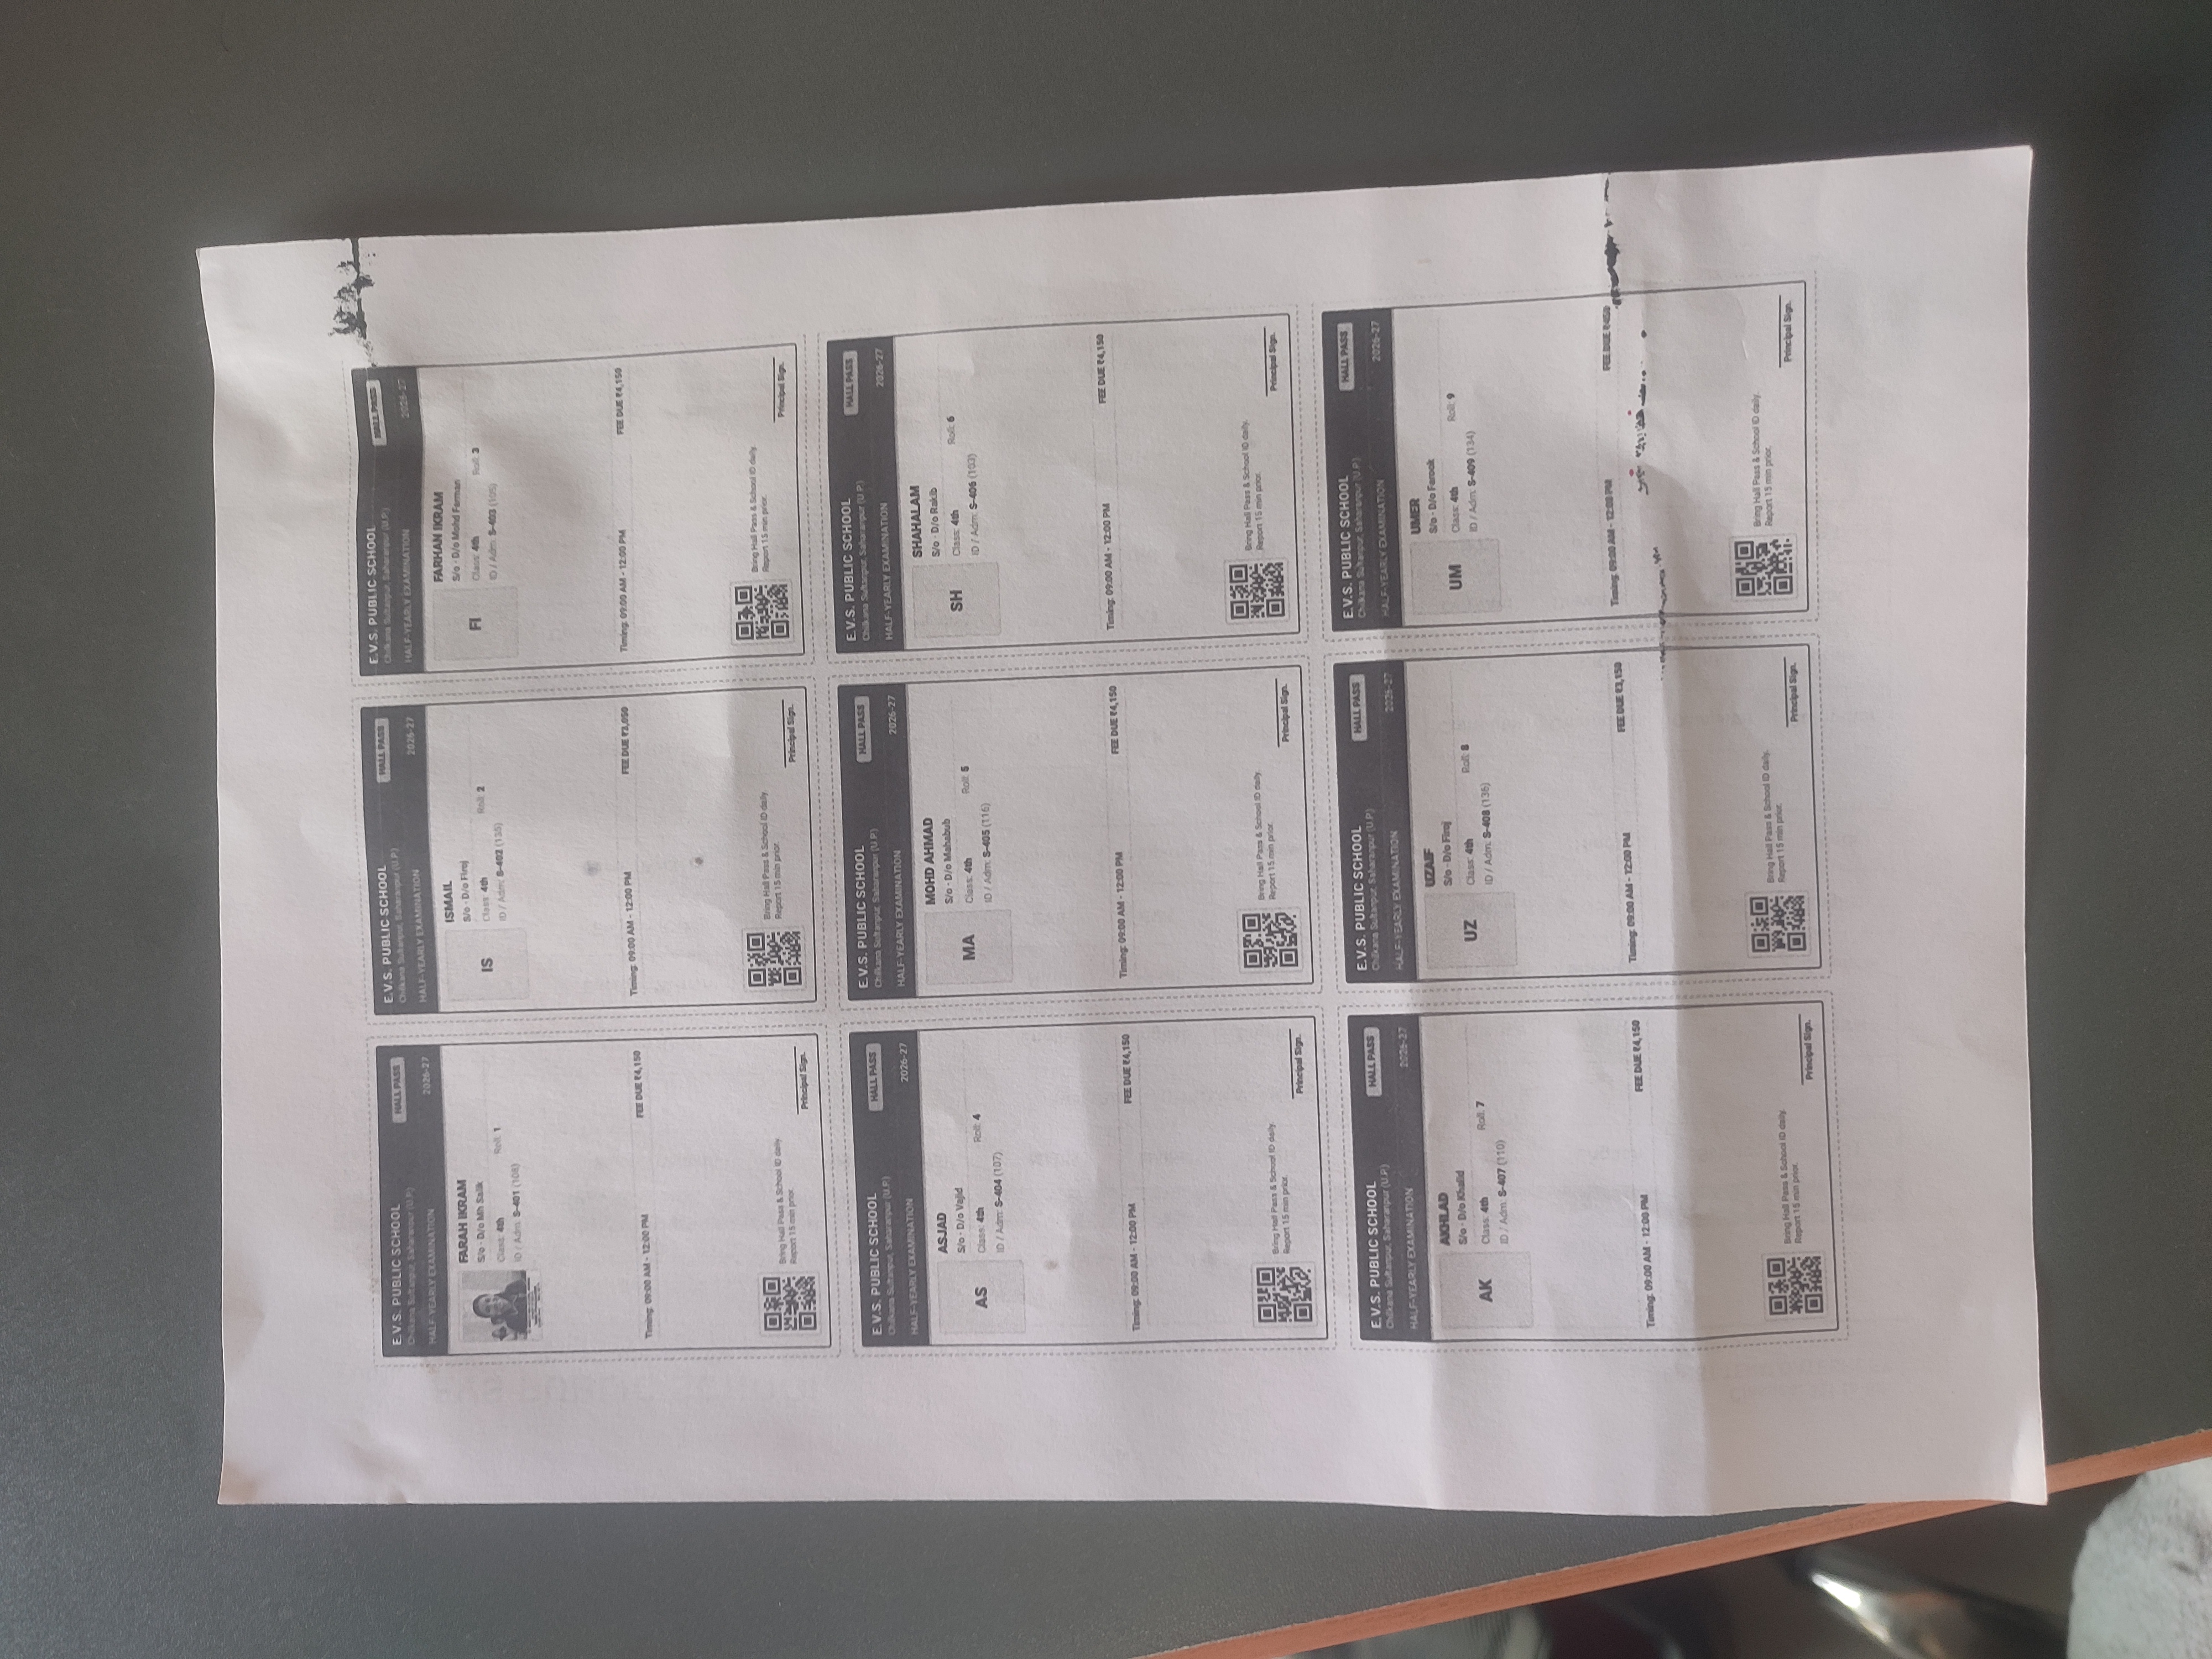 E.V.S. PUBLIC SCHOOL
HALL PASS
Chilkana Sultanpur, Saharanpur (U.P.)
HALF-YEARLY EXAMINATION
2026-27
FARAH IKRAM
S/o - D/o Mh Salik
Class: 4th
Roll: 1
ID / Adm: S-401 (108)
Timing: 09:00 AM - 12:00 PM
FEE DUE ₹4,150
Bring Hall Pass & School ID daily.
Report 15 min prior.
Principal Sign.
E.V.S. PUBLIC SCHOOL
HALL PASS
Chilkana Sultanpur, Saharanpur (U.P.)
HALF-YEARLY EXAMINATION
2026-27
IS
ISMAIL
S/o - D/o Firoj
Class: 4th
Roll: 2
ID / Adm: S-402 (135)
Timing: 09:00 AM - 12:00 PM
FEE DUE ₹3,050
Bring Hall Pass & School ID daily.
Report 15 min prior.
Principal Sign.
E.V.S. PUBLIC SCHOOL
HALL PASS
Chilkana Sultanpur, Saharanpur (U.P.)
HALF-YEARLY EXAMINATION
2026-27
FI
FARHAN IKRAM
S/o - D/o Mohd Farman
Class: 4th
Roll: 3
ID / Adm: S-403 (105)
Timing: 09:00 AM - 12:00 PM
FEE DUE ₹4,150
Bring Hall Pass & School ID daily.
Report 15 min prior.
Principal Sign.
E.V.S. PUBLIC SCHOOL
HALL PASS
Chilkana Sultanpur, Saharanpur (U.P.)
HALF-YEARLY EXAMINATION
2026-27
AS
ASJAD
S/o - D/o Vajid
Class: 4th
Roll: 4
ID / Adm: S-404 (107)
Timing: 09:00 AM - 12:00 PM
FEE DUE ₹4,150
Bring Hall Pass & School ID daily.
Report 15 min prior.
Principal Sign.
E.V.S. PUBLIC SCHOOL
HALL PASS
Chilkana Sultanpur, Saharanpur (U.P.)
HALF-YEARLY EXAMINATION
2026-27
MA
MOHD AHMAD
S/o - D/o Mahabub
Class: 4th
Roll: 5
ID / Adm: S-405 (116)
Timing: 09:00 AM - 12:00 PM
FEE DUE ₹4,150
Bring Hall Pass & School ID daily.
Report 15 min prior.
Principal Sign.
E.V.S. PUBLIC SCHOOL
HALL PASS
Chilkana Sultanpur, Saharanpur (U.P.)
HALF-YEARLY EXAMINATION
2026-27
SH
SHAHALAM
S/o - D/o Rakib
Class: 4th
Roll: 6
ID / Adm: S-406 (103)
Timing: 09:00 AM - 12:00 PM
FEE DUE ₹4,150
Bring Hall Pass & School ID daily.
Report 15 min prior.
Principal Sign.
E.V.S. PUBLIC SCHOOL
HALL PASS
Chilkana Sultanpur, Saharanpur (U.P.)
HALF-YEARLY EXAMINATION
2026-27
AK
AKHLAD
S/o - D/o Khalid
Class: 4th
Roll: 7
ID / Adm: S-407 (110)
Timing: 09:00 AM - 12:00 PM
FEE DUE ₹4,150
Bring Hall Pass & School ID daily.
Report 15 min prior.
Principal Sign.
E.V.S. PUBLIC SCHOOL
HALL PASS
Chilkana Sultanpur, Saharanpur (U.P.)
HALF-YEARLY EXAMINATION
2026-27
UZ
UZAIF
S/o - D/o Firoj
Class: 4th
Roll: 8
ID / Adm: S-408 (136)
Timing: 09:00 AM - 12:00 PM
FEE DUE ₹3,150
Bring Hall Pass & School ID daily.
Report 15 min prior.
Principal Sign.
E.V.S. PUBLIC SCHOOL
HALL PASS
Chilkana Sultanpur, Saharanpur (U.P.)
HALF-YEARLY EXAMINATION
2026-27
UM
UMER
S/o - D/o Farook
Class: 4th
Roll: 9
ID / Adm: S-409 (134)
Timing: 09:00 AM - 12:00 PM
FEE DUE ₹450
Bring Hall Pass & School ID daily.
Report 15 min prior.
Principal Sign.